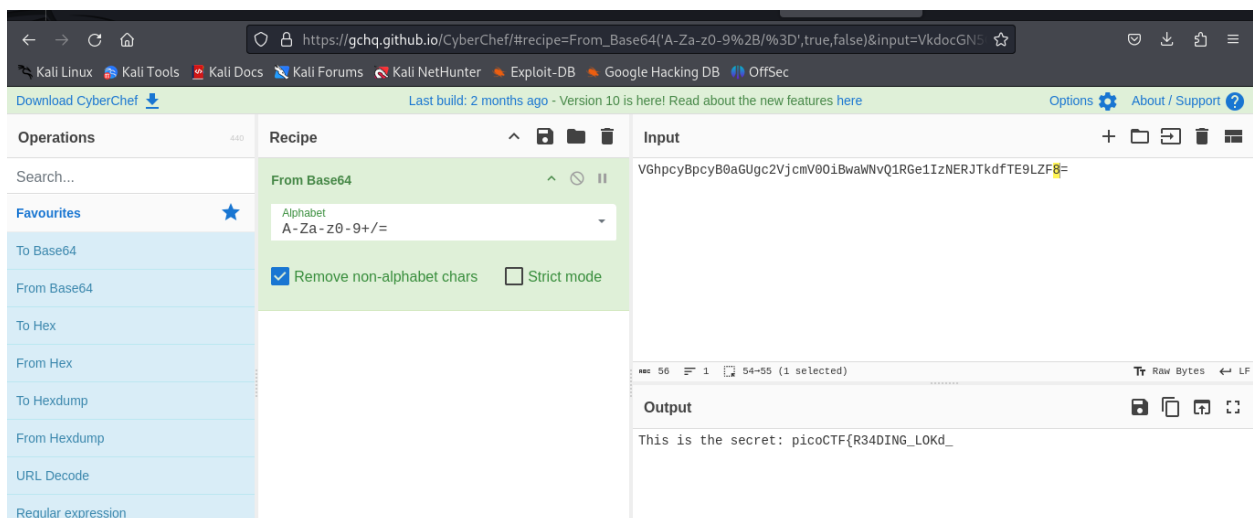 https://gchq.github.io/CyberChef/#recipe=From_Base64('A-Za-z0-9%2B/%3D',true,false)&input=VkdocGN5
Kali Linux Kali Tools Kali Docs Kali Forums Kali NetHunter Exploit-DB Google Hacking DB OffSec
Download CyberChef Last build: 2 months ago - Version 10 is here! Read about the new features here Options About / Support
Operations 440 Recipe Input
Search...
VGhpcyBpcyB0aGUgc2VjcmV0OiBwaWNvQ1RGe1IzNERJTkdfTE9LZF8=
From Base64
Favourites
Alphabet
A-Za-z0-9+/=
To Base64
Remove non-alphabet chars Strict mode
From Base64
To Hex
From Hex
ABC 56 1 54→55 (1 selected) Tr Raw Bytes LF
To Hexdump
Output
From Hexdump
This is the secret: picoCTF{R34DING_LOKd_
URL Decode
Regular expression